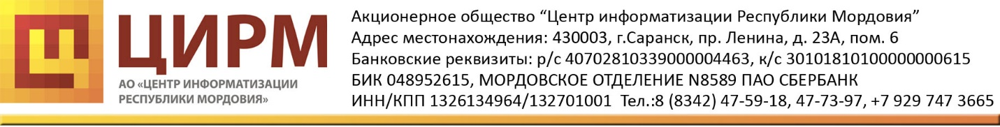 ЦИРМ
АО «ЦЕНТР ИНФОРМАТИЗАЦИИ
РЕСПУБЛИКИ МОРДОВИЯ»
Акционерное общество “Центр информатизации Республики Мордовия”
Адрес местонахождения: 430003, г.Саранск, пр. Ленина, д. 23А, пом. 6
Банковские реквизиты: р/с 40702810339000004463, к/с 30101810100000000615
БИК 048952615, МОРДОВСКОЕ ОТДЕЛЕНИЕ N8589 ПАО СБЕРБАНК
ИНН/КПП 1326134964/132701001 Тел.:8 (8342) 47-59-18, 47-73-97, +7 929 747 3665